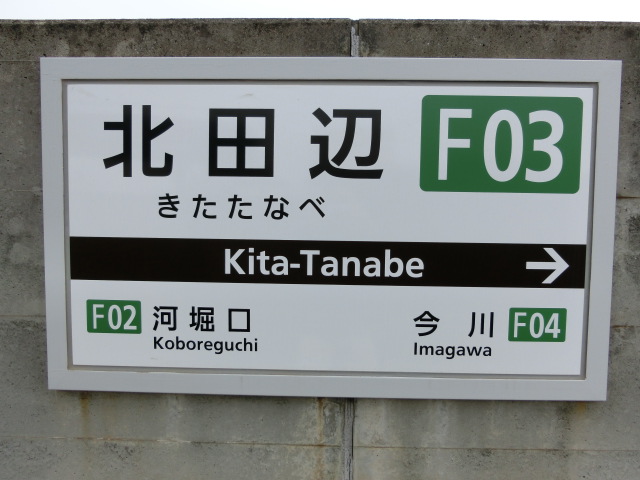 北田辺 F03
きたたなべ
Kita-Tanabe →
F02 河堀口 今川 F04
Koboreguchi Imagawa